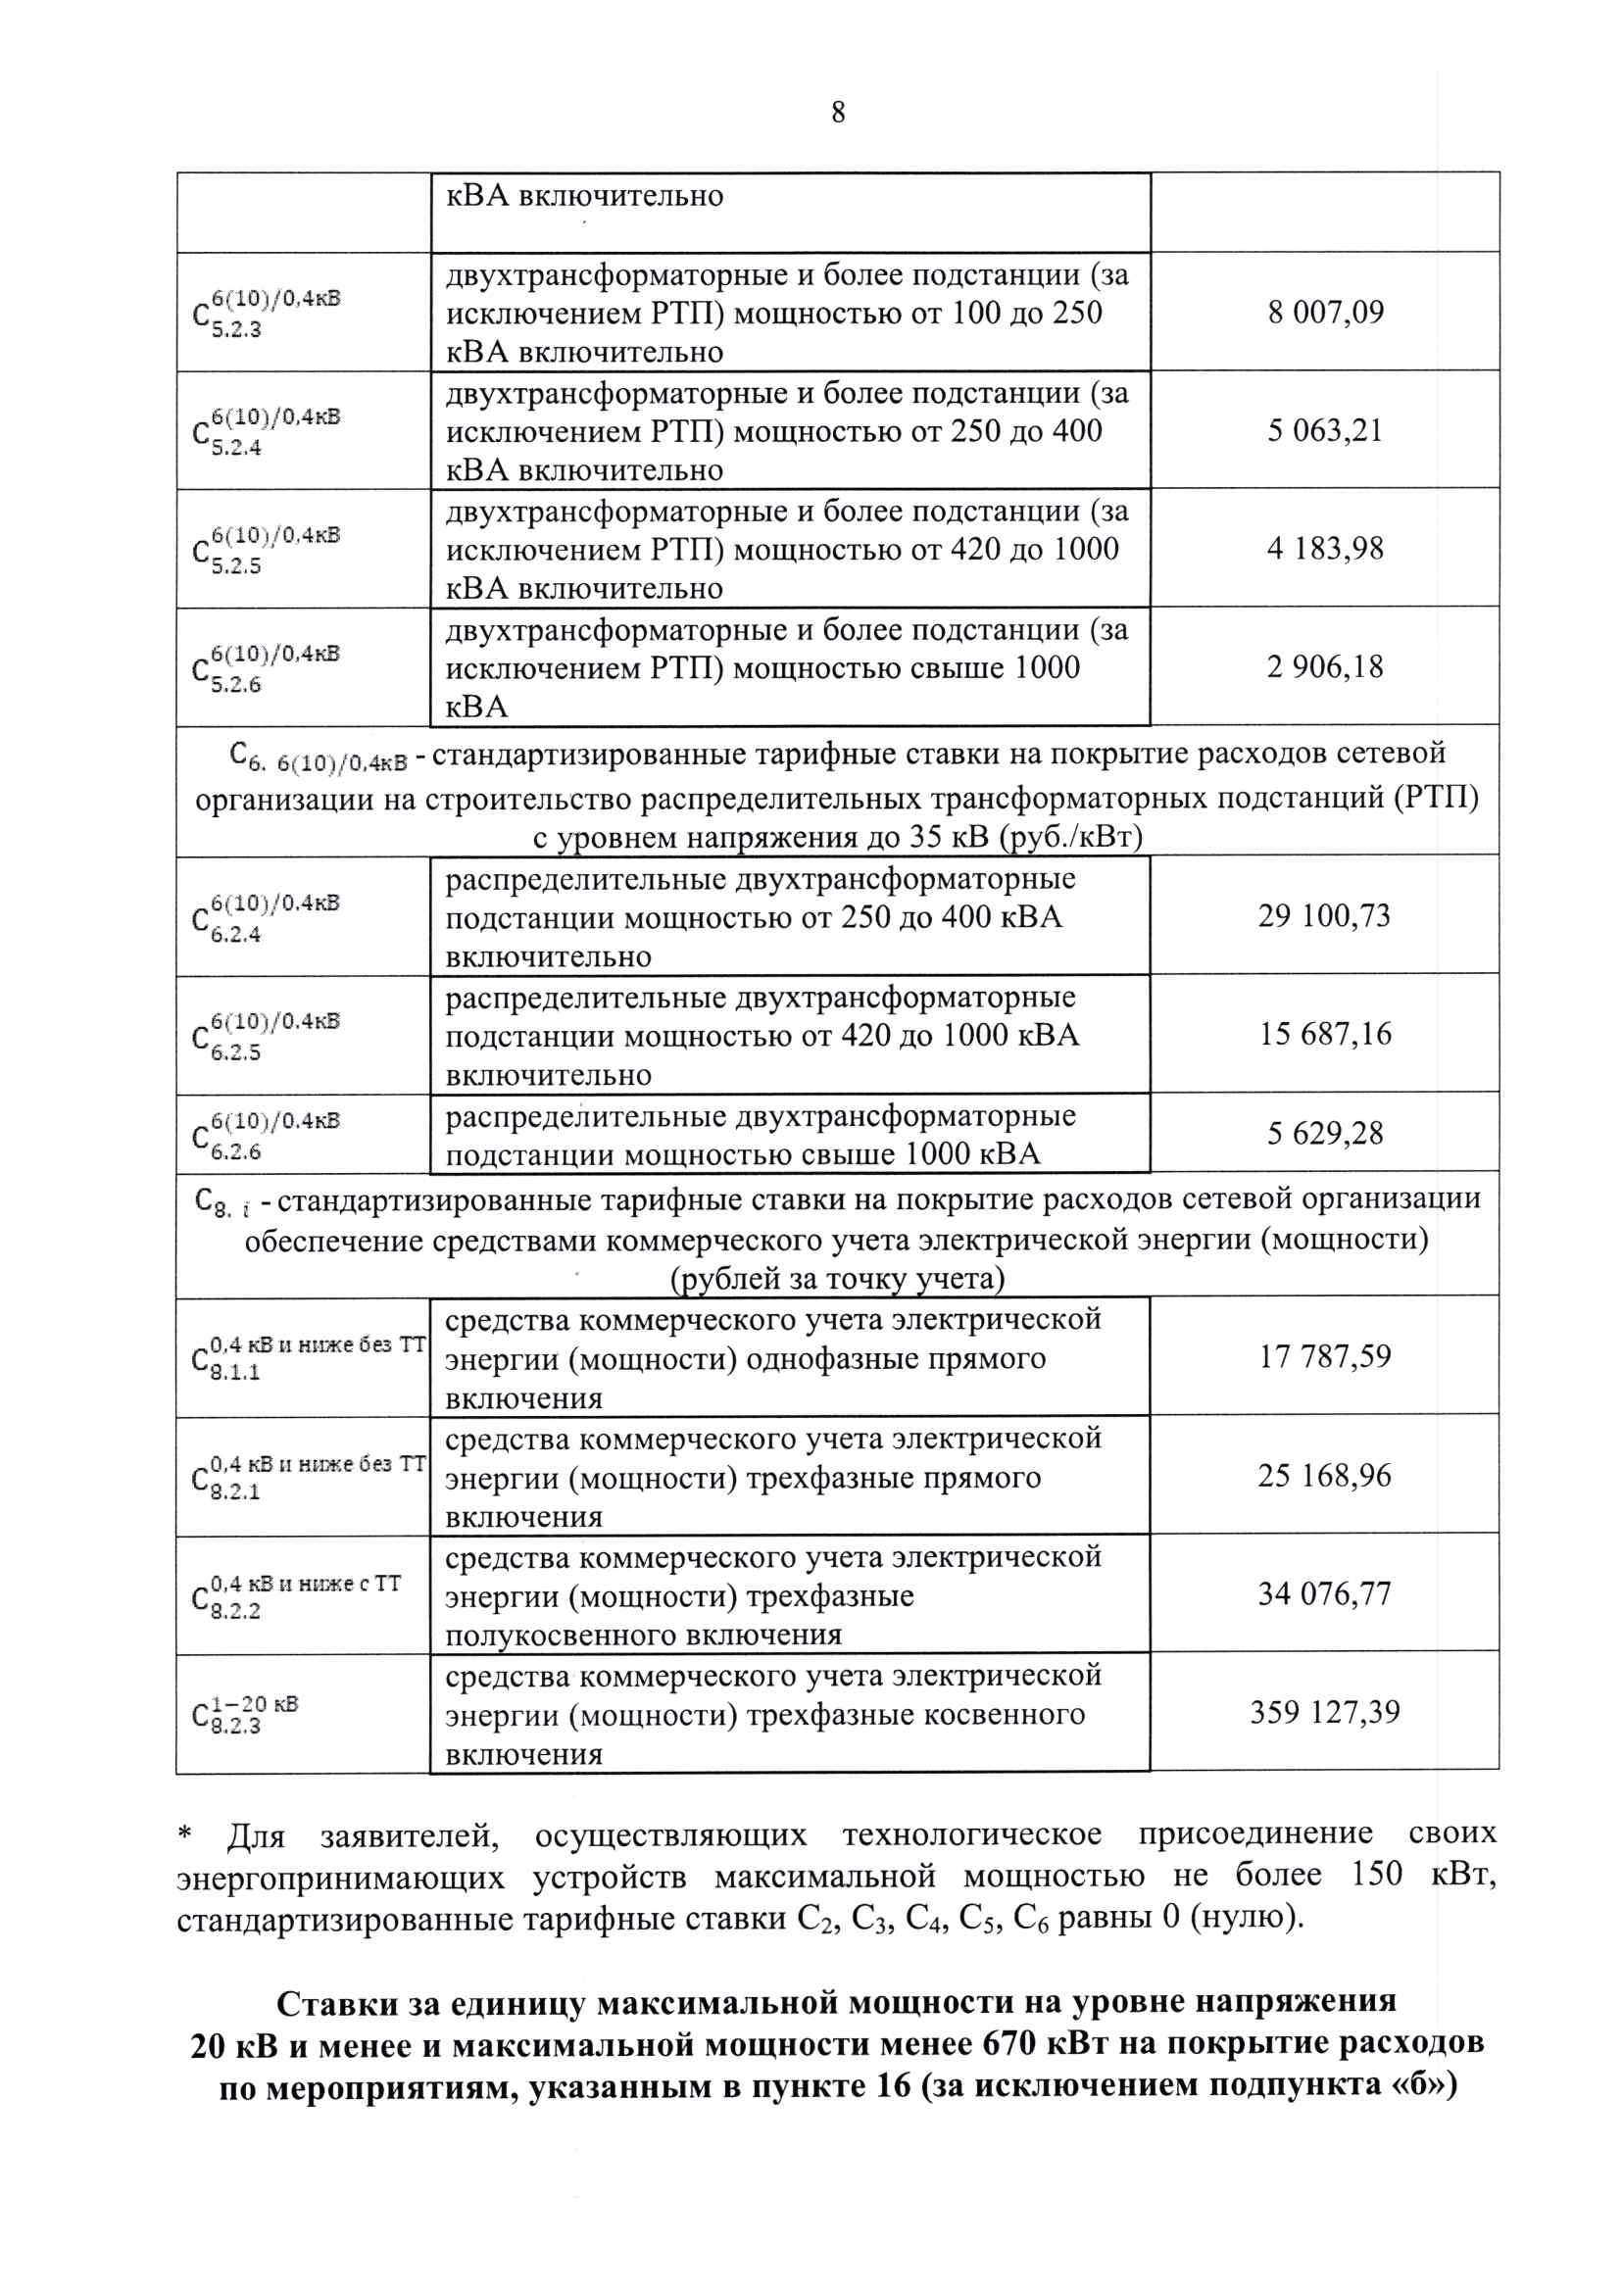 8
кВА включительно
С 6(10)/0,4кВ 5.2.3
двухтрансформаторные и более подстанции (за
исключением РТП) мощностью от 100 до 250
кВА включительно
8 007,09
С 6(10)/0,4кВ 5.2.4
двухтрансформаторные и более подстанции (за
исключением РТП) мощностью от 250 до 400
кВА включительно
5 063,21
С 6(10)/0,4кВ 5.2.5
двухтрансформаторные и более подстанции (за
исключением РТП) мощностью от 420 до 1000
кВА включительно
4 183,98
С 6(10)/0,4кВ 5.2.6
двухтрансформаторные и более подстанции (за
исключением РТП) мощностью свыше 1000
кВА
2 906,18
С6. 6(10)/0,4кВ - стандартизированные тарифные ставки на покрытие расходов сетевой
организации на строительство распределительных трансформаторных подстанций (РТП)
с уровнем напряжения до 35 кВ (руб./кВт)
С 6(10)/0.4кВ 6.2.4
распределительные двухтрансформаторные
подстанции мощностью от 250 до 400 кВА
включительно
29 100,73
С 6(10)/0.4кВ 6.2.5
распределительные двухтрансформаторные
подстанции мощностью от 420 до 1000 кВА
включительно
15 687,16
С 6(10)/0.4кВ 6.2.6
распределительные двухтрансформаторные
подстанции мощностью свыше 1000 кВА
5 629,28
С8. i - стандартизированные тарифные ставки на покрытие расходов сетевой организации
обеспечение средствами коммерческого учета электрической энергии (мощности)
(рублей за точку учета)
С 0,4 кВ и ниже без ТТ 8.1.1
средства коммерческого учета электрической
энергии (мощности) однофазные прямого
включения
17 787,59
С 0,4 кВ и ниже без ТТ 8.2.1
средства коммерческого учета электрической
энергии (мощности) трехфазные прямого
включения
25 168,96
С 0,4 кВ и ниже с ТТ 8.2.2
средства коммерческого учета электрической
энергии (мощности) трехфазные
полукосвенного включения
34 076,77
С 1–20 кВ 8.2.3
средства коммерческого учета электрической
энергии (мощности) трехфазные косвенного
включения
359 127,39
* Для заявителей, осуществляющих технологическое присоединение своих
энергопринимающих устройств максимальной мощностью не более 150 кВт,
стандартизированные тарифные ставки С2, С3, С4, С5, С6 равны 0 (нулю).
Ставки за единицу максимальной мощности на уровне напряжения
20 кВ и менее и максимальной мощности менее 670 кВт на покрытие расходов
по мероприятиям, указанным в пункте 16 (за исключением подпункта «б»)